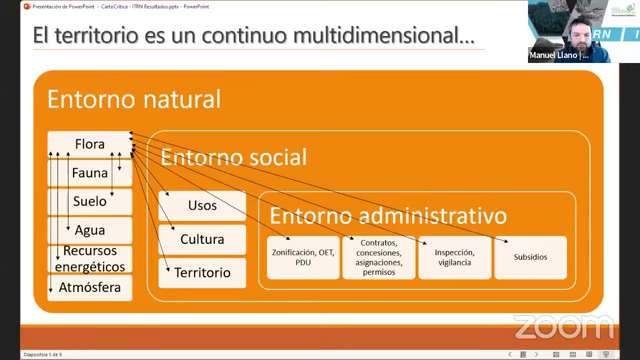 Presentación de PowerPoint - CartoCrítica - ITRN Resultados.pptx - PowerPoint
El territorio es un continuo multidimensional...
RN
Manuel Llano |
Entorno natural
Flora
Fauna
Suelo
Agua
Recursos
energéticos
Atmósfera
Entorno social
Usos
Cultura
Territorio
Entorno administrativo
Zonificación, OET,
PDU
Contratos,
concesiones,
asignaciones,
permisos
Inspección,
vigilancia
Subsidios
Diapositiva 5 de 9
zoom